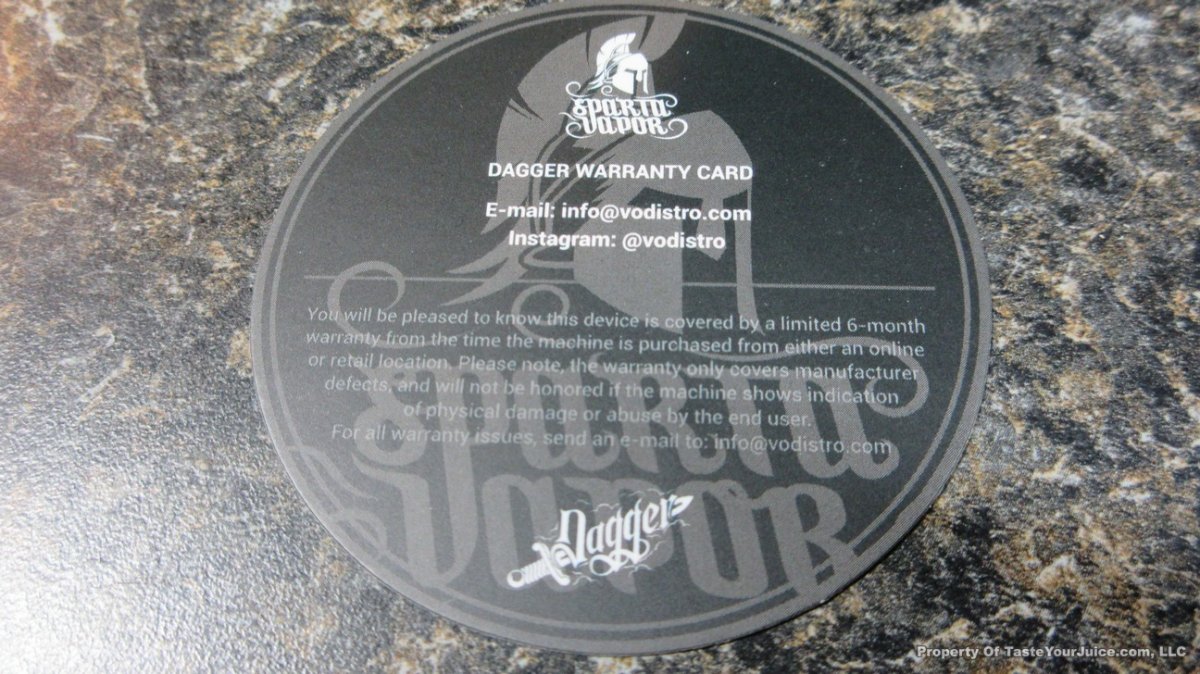 Sparta
Vapor
DAGGER WARRANTY CARD
E-mail: info@vodistro.com
Instagram: @vodistro
You will be pleased to know this device is covered by a limited 6-month
warranty from the time the machine is purchased from either an online
or retail location. Please note, the warranty only covers manufacturer
defects, and will not be honored if the machine shows indication
of physical damage or abuse by the end user.
For all warranty issues, send an e-mail to: info@vodistro.com
Sparta
Vapor
Dagger
Property Of TasteYourJuice.com, LLC